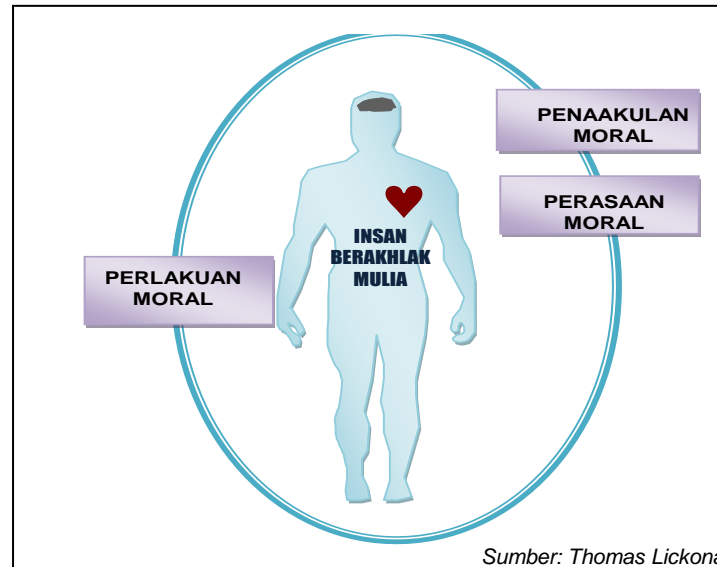 PENAAKULAN
MORAL
PERASAAN
MORAL
INSAN
BERAKHLAK
MULIA
PERLAKUAN
MORAL
Sumber: Thomas Lickona